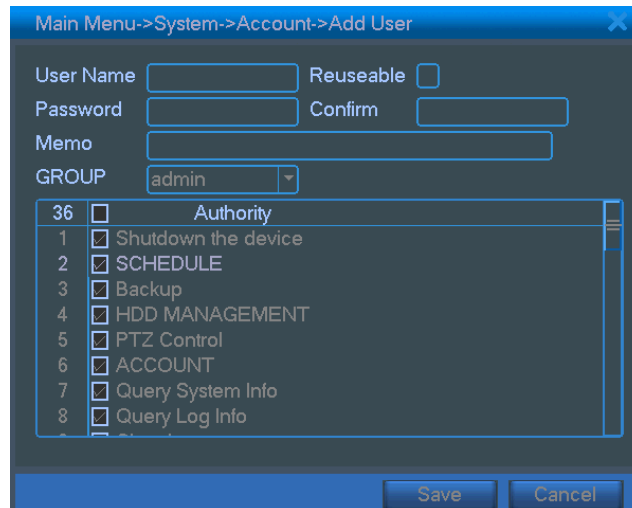 Main Menu->System->Account->Add User
User Name Reuseable
Password Confirm
Memo
GROUP admin
36 Authority
1 Shutdown the device
2 SCHEDULE
3 Backup
4 HDD MANAGEMENT
5 PTZ Control
6 ACCOUNT
7 Query System Info
8 Query Log Info
Save Cancel